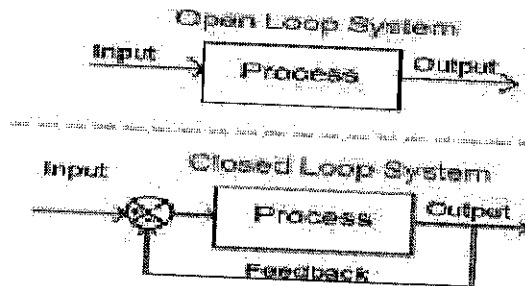 Open Loop System
Input
Process
Output
Closed Loop System
Input
Process
Output
Feedback